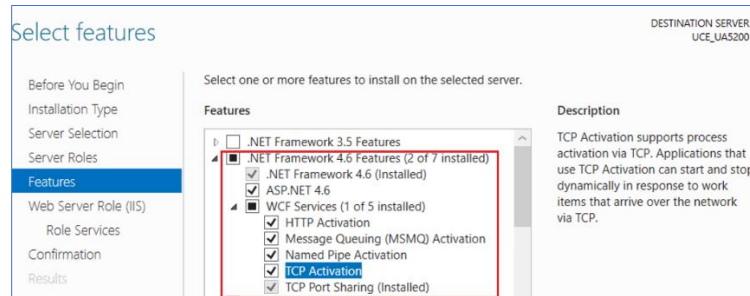 Select features
DESTINATION SERVER
UCE_UA5200
Before You Begin
Installation Type
Server Selection
Server Roles
Features
Web Server Role (IIS)
Role Services
Confirmation
Results
Select one or more features to install on the selected server.
Features
.NET Framework 3.5 Features
.NET Framework 4.6 Features (2 of 7 installed)
.NET Framework 4.6 (Installed)
ASP.NET 4.6
WCF Services (1 of 5 installed)
HTTP Activation
Message Queuing (MSMQ) Activation
Named Pipe Activation
TCP Activation
TCP Port Sharing (Installed)
Description
TCP Activation supports process
activation via TCP. Applications that
use TCP Activation can start and stop
dynamically in response to work
items that arrive over the network
via TCP.